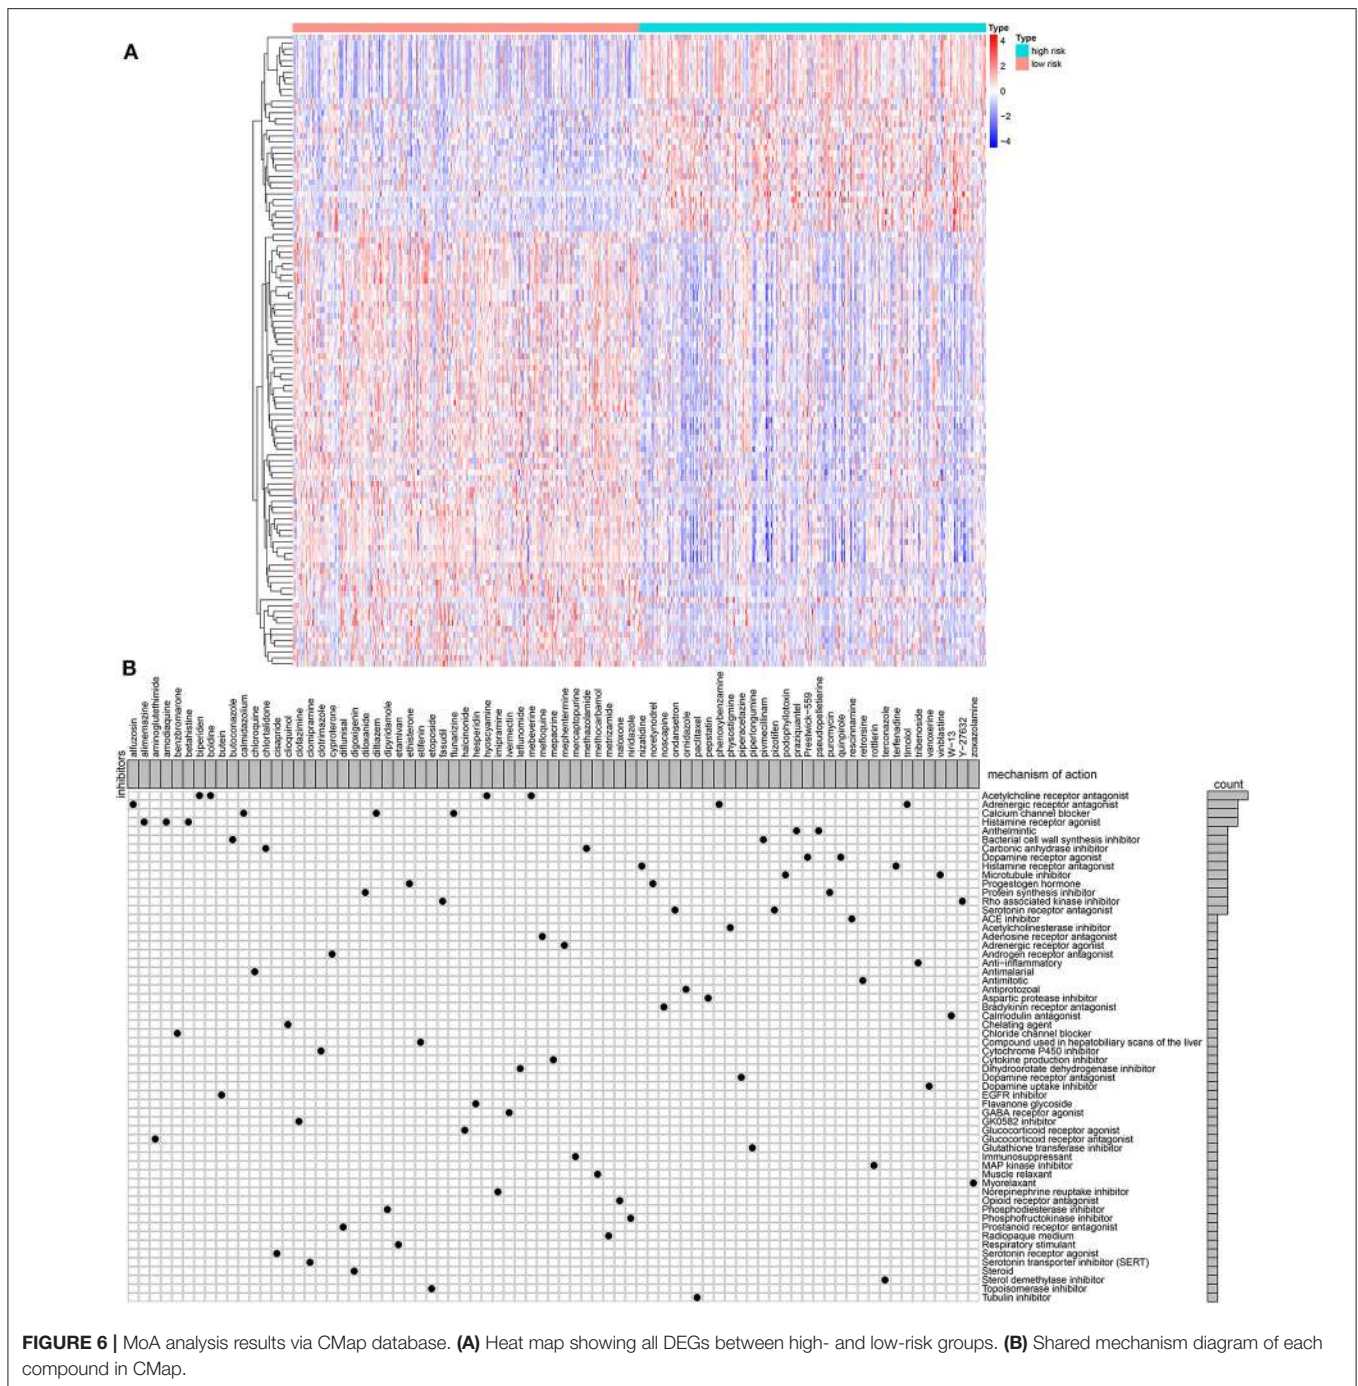 A
Type
4
2
0
−2
−4
Type
high risk
low risk
B
inhibitors
alfuzosin
alimemazine
aminoglutethimide
amodiaquine
benzbromarone
betahistine
biperiden
boldine
butein
butoconazole
calmidazolium
chloroquine
chlortalidone
cisapride
clioquinol
clofazimine
clomipramine
clotrimazole
cyproterone
diflunisal
digoxigenin
diloxanide
diltiazem
dipyridamole
etamivan
ethisterone
etifenin
etoposide
fasudil
flunarizine
halcinonide
hesperidin
hyoscyamine
imipramine
ivermectin
leflunomide
mebeverine
mefloquine
mepacrine
mephentermine
mercaptopurine
methazolamide
methocarbamol
metrizamide
naloxone
niridazole
nizatidine
noretynodrel
noscapine
ondansetron
ornidazole
paclitaxel
pepstatin
phenoxybenzamine
physostigmine
piperacetazine
piperlongumine
pivmecillinam
pizotifen
podophyllotoxin
praziquantel
Prestwick−559
pseudopelletierine
puromycin
quinpirole
rescinnamine
retrorsine
rottlerin
terconazole
terfenadine
timolol
tribenoside
vanoxerine
vinblastine
W−13
Y−27632
zoxazolamine
mechanism of action
count
Acetylcholine receptor antagonist
Adrenergic receptor antagonist
Calcium channel blocker
Histamine receptor agonist
Anthelmintic
Bacterial cell wall synthesis inhibitor
Carbonic anhydrase inhibitor
Dopamine receptor agonist
Histamine receptor antagonist
Microtubule inhibitor
Progestogen hormone
Protein synthesis inhibitor
Rho associated kinase inhibitor
Serotonin receptor antagonist
ACE inhibitor
Acetylcholinesterase inhibitor
Adenosine receptor antagonist
Adrenergic receptor agonist
Androgen receptor antagonist
Anti−inflammatory
Antimalarial
Antimitotic
Antiprotozoal
Aspartic protease inhibitor
Bradykinin receptor antagonist
Calmodulin antagonist
Chelating agent
Chloride channel blocker
Compound used in hepatobiliary scans of the liver
Cytochrome P450 inhibitor
Cytokine production inhibitor
Dihydroorotate dehydrogenase inhibitor
Dopamine receptor antagonist
Dopamine uptake inhibitor
EGFR inhibitor
Flavanone glycoside
GABA receptor agonist
GK0582 inhibitor
Glucocorticoid receptor agonist
Glucocorticoid receptor antagonist
Glutathione transferase inhibitor
Immunosuppressant
MAP kinase inhibitor
Muscle relaxant
Myorelaxant
Norepinephrine reuptake inhibitor
Opioid receptor antagonist
Phosphodiesterase inhibitor
Phosphofructokinase inhibitor
Prostanoid receptor antagonist
Radiopaque medium
Respiratory stimulant
Serotonin receptor agonist
Serotonin transporter inhibitor (SERT)
Steroid
Sterol demethylase inhibitor
Topoisomerase inhibitor
Tubulin inhibitor
FIGURE 6 | MoA analysis results via CMap database. (A) Heat map showing all DEGs between high- and low-risk groups. (B) Shared mechanism diagram of each
compound in CMap.